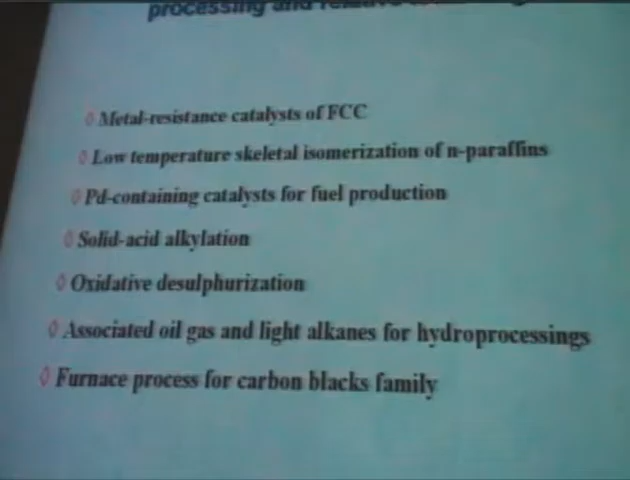 processing and
Metal-resistance catalysts of FCC
Low temperature skeletal isomerization of n-paraffins
Pd-containing catalysts for fuel production
Solid-acid alkylation
Oxidative desulphurization
Associated oil gas and light alkanes for hydroprocessings
Furnace process for carbon blacks family